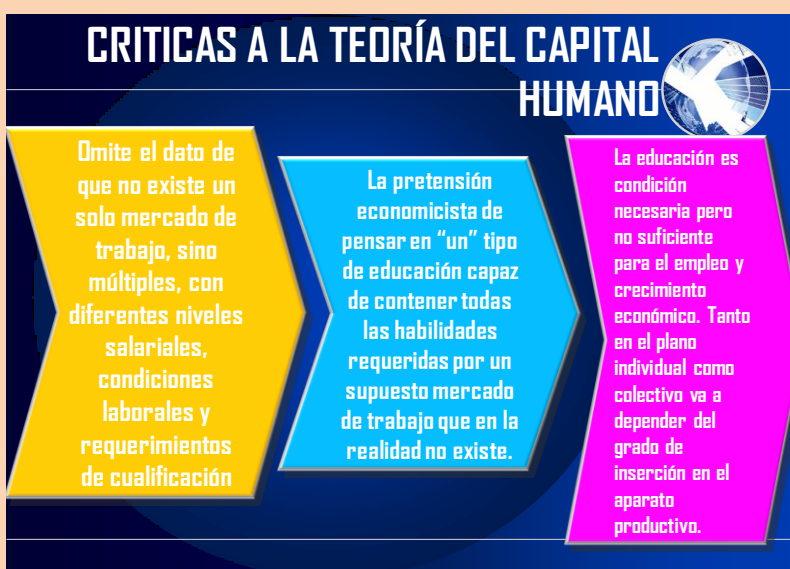 CRITICAS A LA TEORÍA DEL CAPITAL
HUMANO
Omite el dato de
que no existe un
solo mercado de
trabajo, sino
múltiples, con
diferentes niveles
salariales,
condiciones
laborales y
requerimientos
de cualificación
La pretensión
economicista de
pensar en “un” tipo
de educación capaz
de contener todas
las habilidades
requeridas por un
supuesto mercado
de trabajo que en la
realidad no existe.
La educación es
condición
necesaria pero
no suficiente
para el empleo y
crecimiento
económico. Tanto
en el plano
individual como
colectivo va a
depender del
grado de
inserción en el
aparato
productivo.